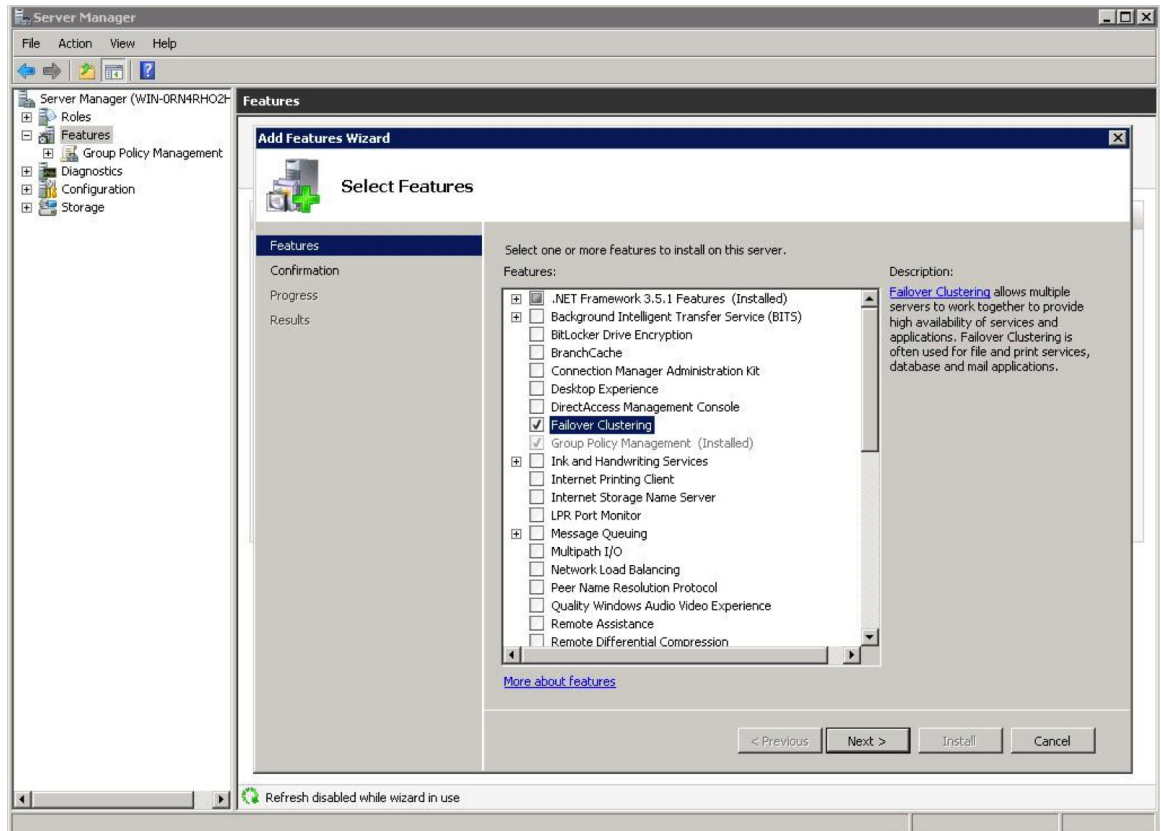 Server Manager
File Action View Help
Server Manager (WIN-0RN4RHO2H
Roles
Features
Group Policy Management
Diagnostics
Configuration
Storage
Features
Add Features Wizard
Select Features
Features
Confirmation
Progress
Results
Select one or more features to install on this server.
Features:
.NET Framework 3.5.1 Features (Installed)
Background Intelligent Transfer Service (BITS)
BitLocker Drive Encryption
BranchCache
Connection Manager Administration Kit
Desktop Experience
DirectAccess Management Console
Failover Clustering
Group Policy Management (Installed)
Ink and Handwriting Services
Internet Printing Client
Internet Storage Name Server
LPR Port Monitor
Message Queuing
Multipath I/O
Network Load Balancing
Peer Name Resolution Protocol
Quality Windows Audio Video Experience
Remote Assistance
Remote Differential Compression
Description:
Failover Clustering allows multiple
servers to work together to provide
high availability of services and
applications. Failover Clustering is
often used for file and print services,
database and mail applications.
More about features
< Previous Next > Install Cancel
Refresh disabled while wizard in use